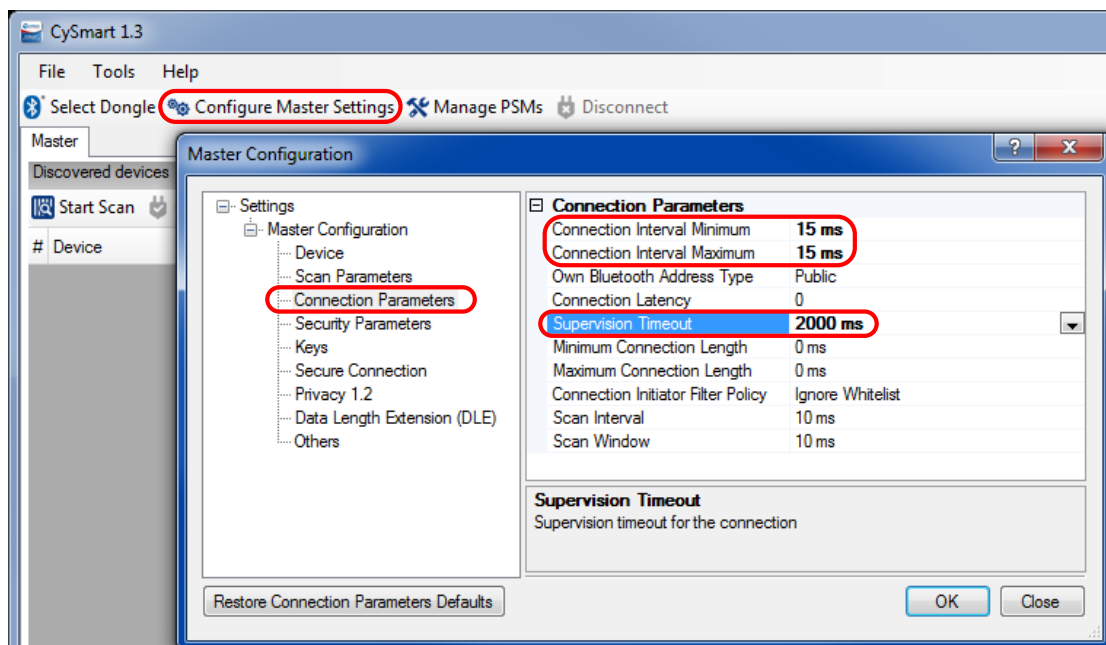 CySmart 1.3
File Tools Help
Select Dongle Configure Master Settings Manage PSMs Disconnect
Master
Discovered devices
Start Scan
# Device
Master Configuration
Settings
Master Configuration
Device
Scan Parameters
Connection Parameters
Security Parameters
Keys
Secure Connection
Privacy 1.2
Data Length Extension (DLE)
Others
Connection Parameters
Connection Interval Minimum 15 ms
Connection Interval Maximum 15 ms
Own Bluetooth Address Type Public
Connection Latency 0
Supervision Timeout 2000 ms
Minimum Connection Length 0 ms
Maximum Connection Length 0 ms
Connection Initiator Filter Policy Ignore Whitelist
Scan Interval 10 ms
Scan Window 10 ms
Supervision Timeout
Supervision timeout for the connection
Restore Connection Parameters Defaults OK Close